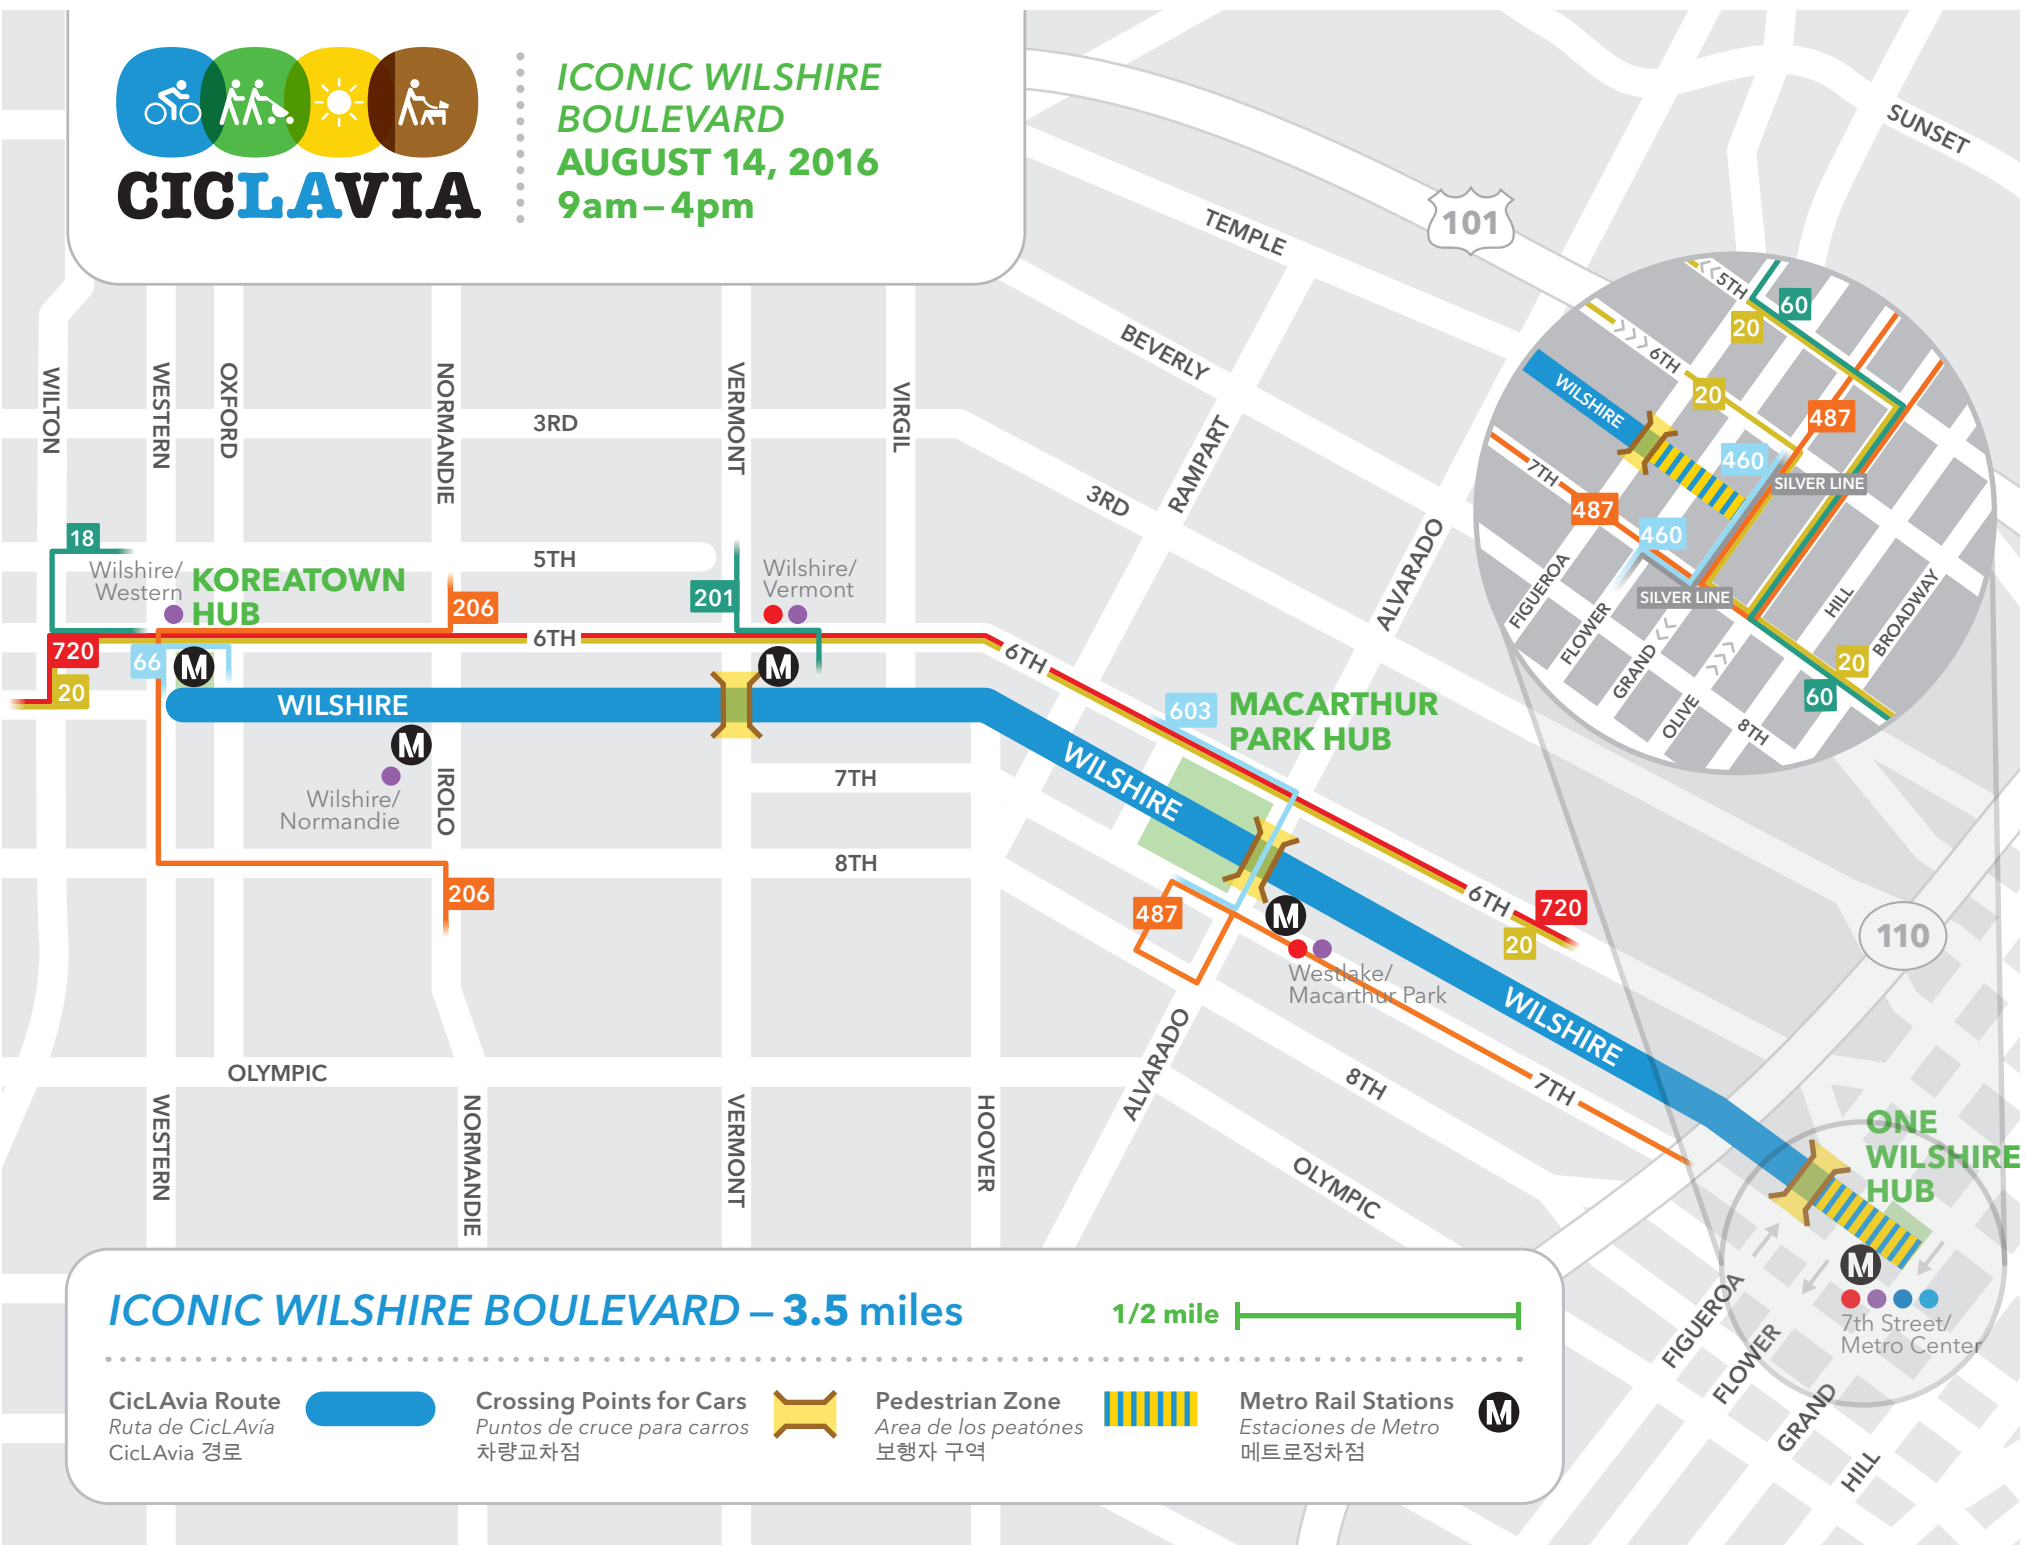 CICLAVIA
ICONIC WILSHIRE
BOULEVARD
AUGUST 14, 2016
9am – 4pm
SUNSET
101
TEMPLE
BEVERLY
RAMPART
3RD
ALVARADO
WILTON
WESTERN
OXFORD
NORMANDIE
VERMONT
VIRGIL
3RD
5TH
6TH
18
Wilshire/
Western
KOREATOWN
HUB
206
201
Wilshire/
Vermont
720
66
M
20
M
WILSHIRE
M
Wilshire/
Normandie
IROLO
7TH
8TH
206
6TH
603
MACARTHUR
PARK HUB
WILSHIRE
487
M
Westlake/
Macarthur Park
6TH
720
20
WILSHIRE
110
7TH
8TH
ALVARADO
OLYMPIC
OLYMPIC
WESTERN
NORMANDIE
VERMONT
HOOVER
5TH
60
20
6TH
20
WILSHIRE
487
460
SILVER LINE
7TH
487
460
SILVER LINE
FIGUEROA
FLOWER
GRAND
OLIVE
8TH
HILL
BROADWAY
20
60
ONE
WILSHIRE
HUB
M
7th Street/
Metro Center
FIGUEROA
FLOWER
GRAND
HILL
ICONIC WILSHIRE BOULEVARD – 3.5 miles
1/2 mile
CicLAvia Route
Ruta de CicLAvía
CicLAvia 경로
Crossing Points for Cars
Puntos de cruce para carros
차량교차점
Pedestrian Zone
Area de los peatónes
보행자 구역
Metro Rail Stations
Estaciones de Metro
메트로정차점
M